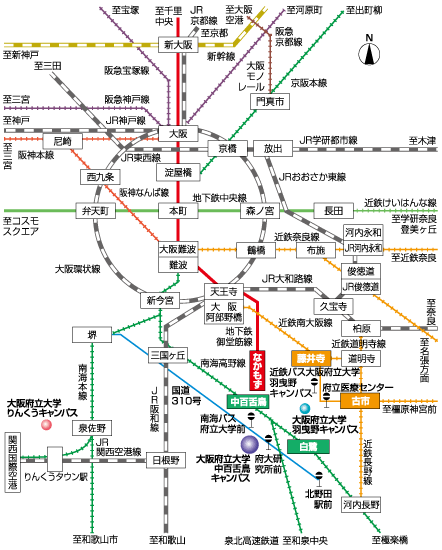 至宝塚
至千里
中央
JR
京都線
至京都
至大阪
空港
至河原町
至出町柳
阪急
京都線
新大阪
新幹線
至新神戸
至三田
阪急宝塚線
大阪
モノ
レール
京阪本線
N
至三宮
阪急神戸線
門真市
至神戸
JR神戸線
大阪
尼崎
京橋
放出
JR学研都市線
至木津
至三宮
阪神本線
JR東西線
淀屋橋
JRおおさか東線
西九条
阪神なんば線
地下鉄中央線
近鉄けいはんな線
弁天町
本町
森ノ宮
長田
至コスモ
スクエア
至学研奈良
登美ヶ丘
河内永和
JR河内永和
近鉄奈良線
大阪難波
鶴橋
布施
至近鉄奈良
難波
俊徳道
JR俊徳道
大阪環状線
JR大和路線
天王寺
新今宮
久宝寺
至奈良
大阪
阿部野橋
近鉄南大阪線
柏原
堺
地下鉄
御堂筋線
近鉄道明寺線
至名張方面
三国ヶ丘
南海高野線
なかもず
藤井寺
道明寺
国道
310号
近鉄バス大阪府立大学
羽曳野
キャンパス
府立医療センター
南海本線
JR阪和線
中百舌鳥
古市
大阪府立大学
りんくうキャンパス
南海バス
府立大学前
大阪府立大学
羽曳野キャンパス
至橿原神宮前
泉佐野
白鷺
関西国際空港
JR
関西空港線
りんくうタウン駅
日根野
大阪府立大学
中百舌鳥
キャンパス
府大研
究所前
近鉄長野線
北野田
駅前
河内長野
至和歌山市
至和歌山
泉北高速鉄道
至和泉中央
至極楽橋